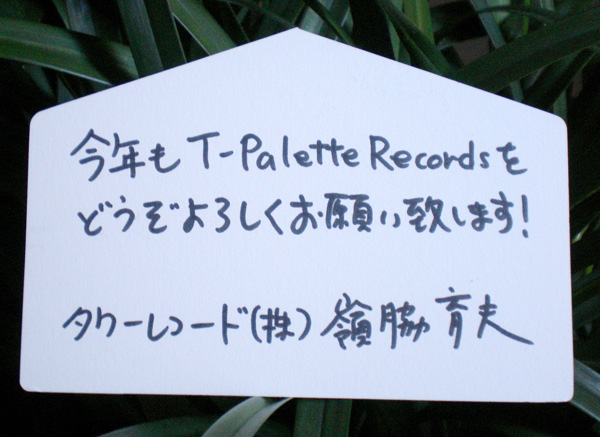 今年も T-Palette Recordsを
どうぞよろしくお願い致します!
タワーレコード(株) 嶺脇 育夫